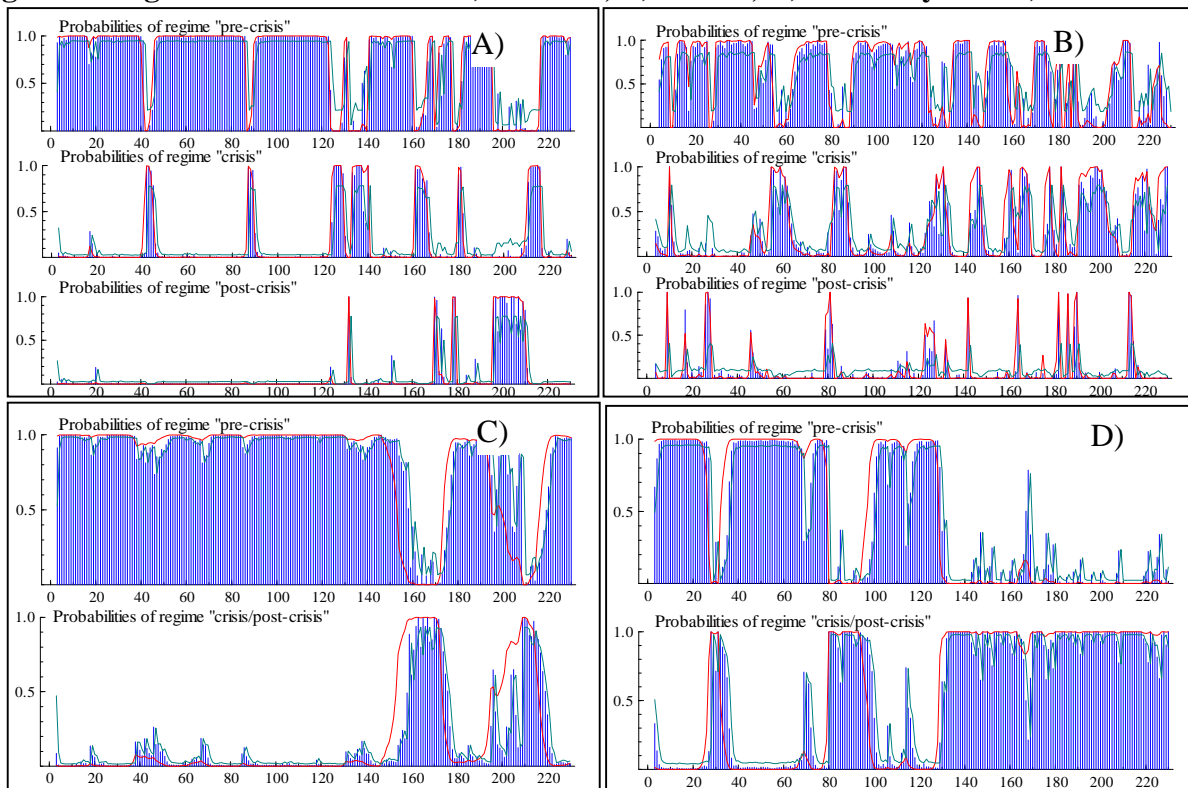 Probabilities of regime "pre-crisis"
A)
1.0
0.5
0 20 40 60 80 100 120 140 160 180 200 220
Probabilities of regime "crisis"
1.0
0.5
0 20 40 60 80 100 120 140 160 180 200 220
Probabilities of regime "post-crisis"
1.0
0.5
0 20 40 60 80 100 120 140 160 180 200 220
Probabilities of regime "pre-crisis"
B)
1.0
0.5
0 20 40 60 80 100 120 140 160 180 200 220
Probabilities of regime "crisis"
1.0
0.5
0 20 40 60 80 100 120 140 160 180 200 220
Probabilities of regime "post-crisis"
1.0
0.5
0 20 40 60 80 100 120 140 160 180 200 220
Probabilities of regime "pre-crisis"
C)
1.0
0.5
0 20 40 60 80 100 120 140 160 180 200 220
Probabilities of regime "crisis/post-crisis"
1.0
0.5
0 20 40 60 80 100 120 140 160 180 200 220
Probabilities of regime "pre-crisis"
D)
1.0
0.5
0 20 40 60 80 100 120 140 160 180 200 220
Probabilities of regime "crisis/post-crisis"
1.0
0.5
0 20 40 60 80 100 120 140 160 180 200 220